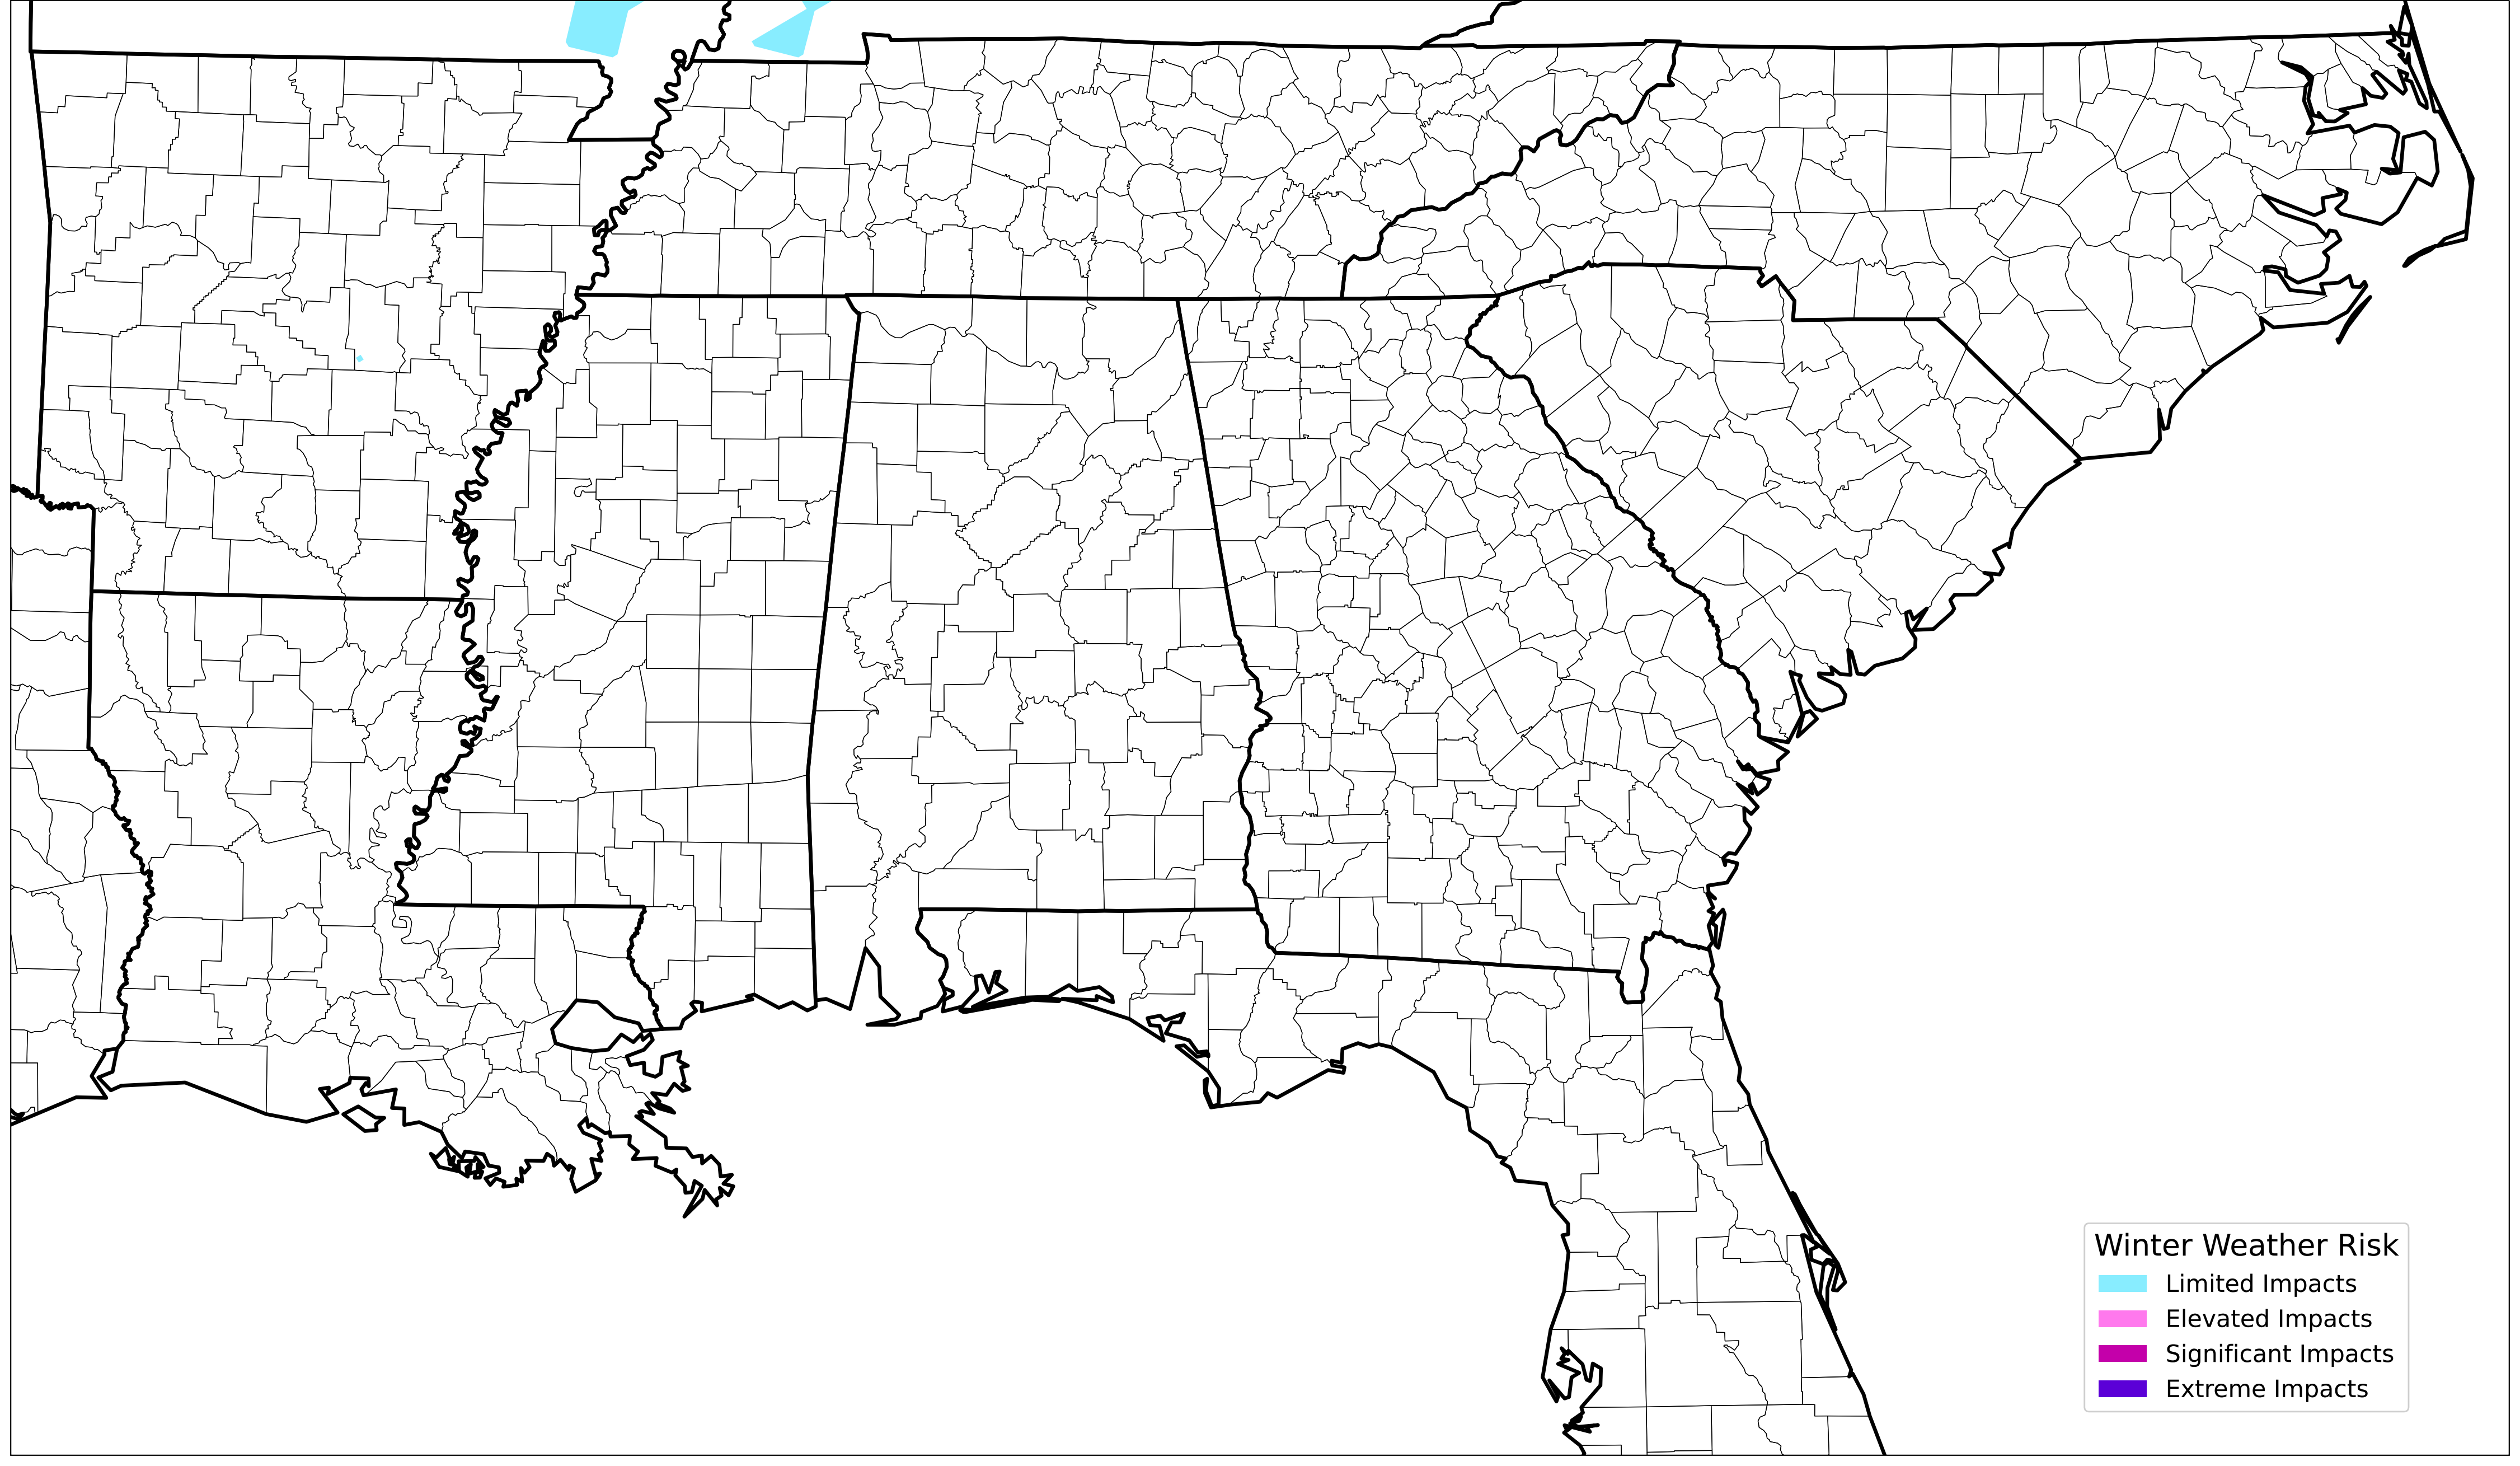 Winter Weather Risk
Limited Impacts
Elevated Impacts
Significant Impacts
Extreme Impacts